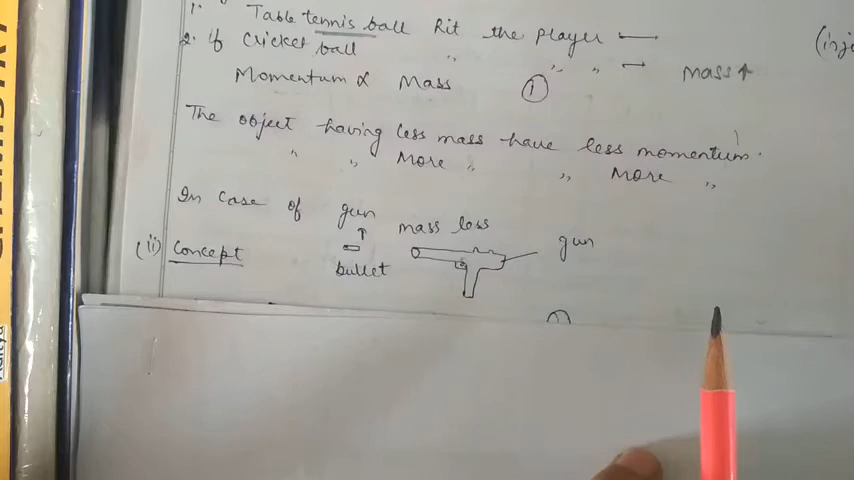 1. Table tennis ball Hit the player
(inj
2. if cricket ball " " " Mass ↑
Momentum ∝ Mass (1)
The object having less mass have less momentum.
" " More " " More "
In case of gun mass less
(ii) Concept
bullet
gun
Aditya